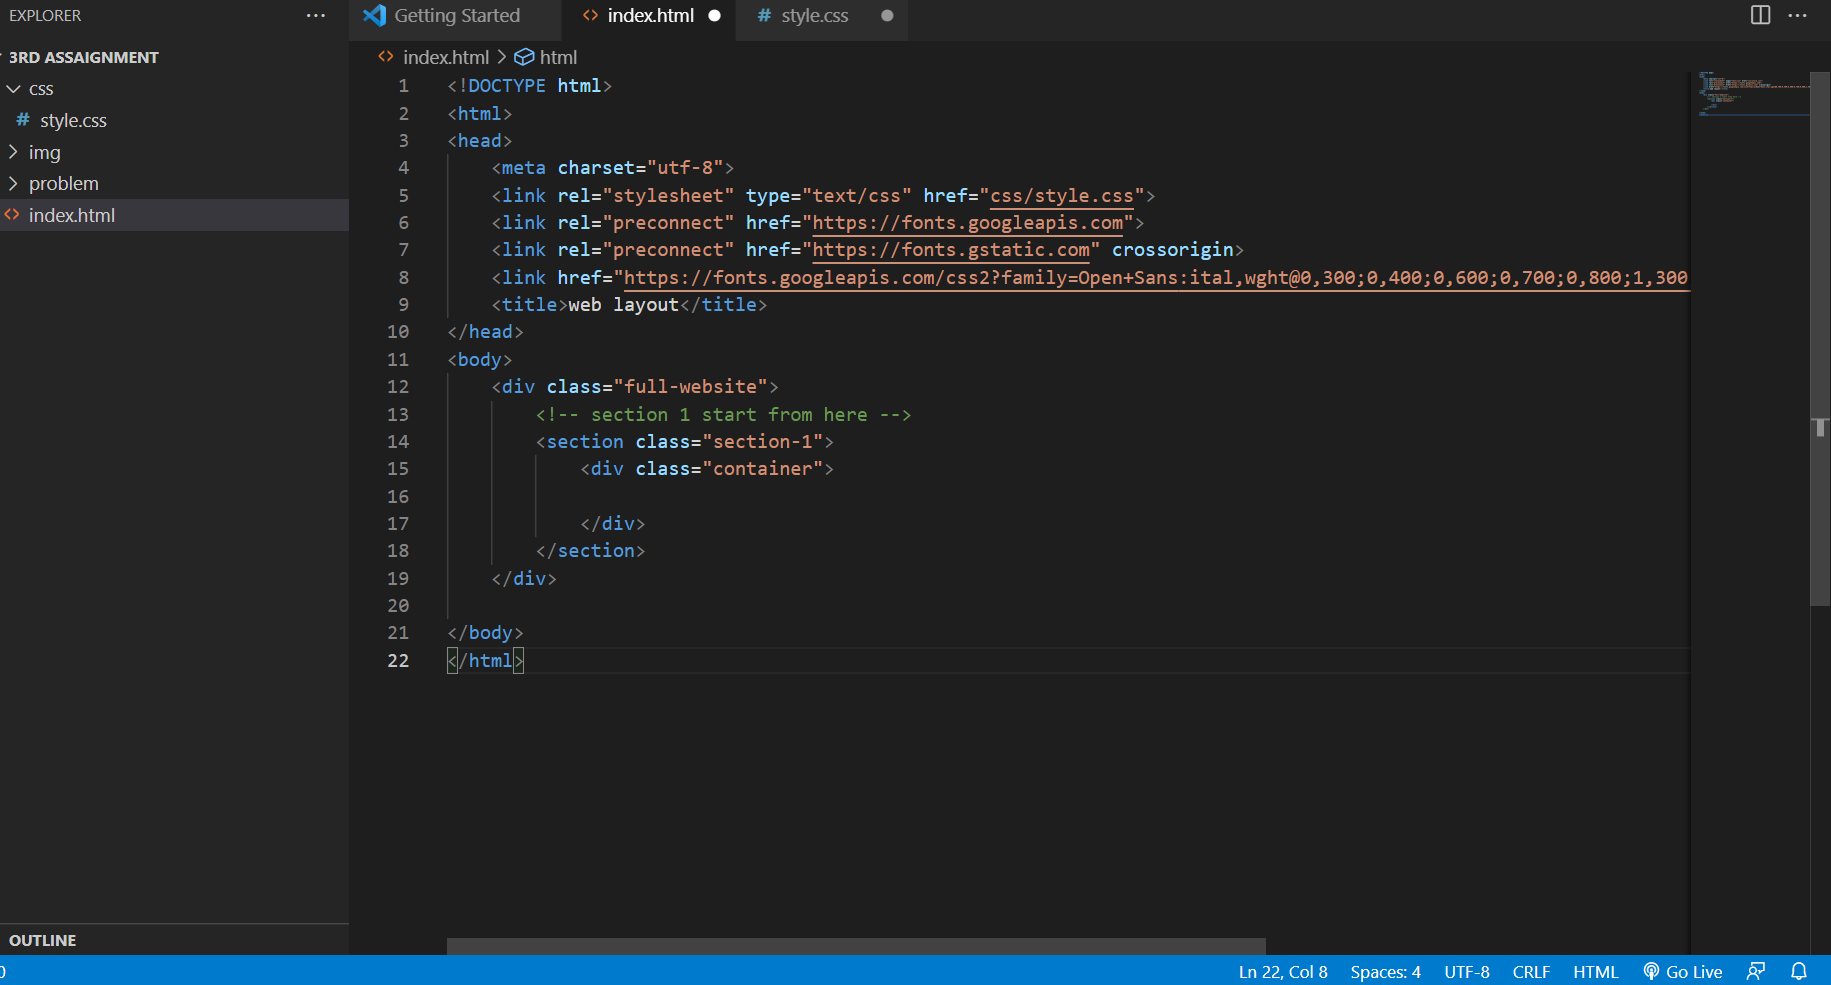 EXPLORER ...
3RD ASSAIGNMENT
css
# style.css
img
problem
<> index.html
OUTLINE
Getting Started
<> index.html
# style.css
<> index.html > html
1 <!DOCTYPE html>
2 <html>
3 <head>
4     <meta charset="utf-8">
5     <link rel="stylesheet" type="text/css" href="css/style.css">
6     <link rel="preconnect" href="https://fonts.googleapis.com">
7     <link rel="preconnect" href="https://fonts.gstatic.com" crossorigin>
8     <link href="https://fonts.googleapis.com/css2?family=Open+Sans:ital,wght@0,300;0,400;0,600;0,700;0,800;1,300
9     <title>web layout</title>
10 </head>
11 <body>
12     <div class="full-website">
13         <!-- section 1 start from here -->
14         <section class="section-1">
15             <div class="container">
16
17             </div>
18         </section>
19     </div>
20
21 </body>
22 </html>
0
Ln 22, Col 8 Spaces: 4 UTF-8 CRLF HTML Go Live